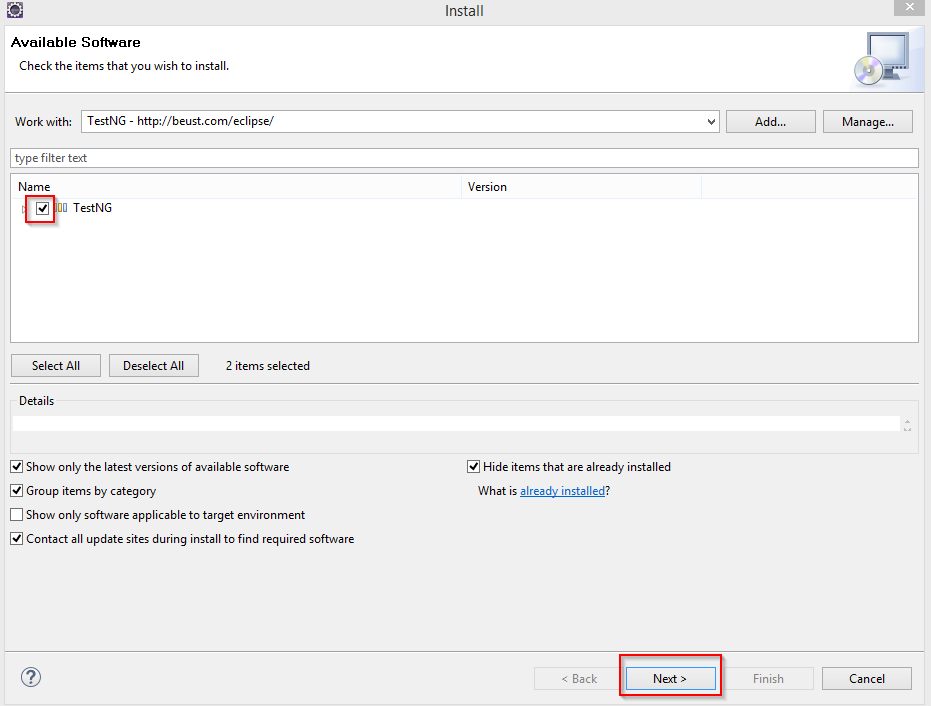 Install
Available Software
Check the items that you wish to install.
Work with: TestNG - http://beust.com/eclipse/ Add... Manage...
type filter text
Name Version
TestNG
Select All Deselect All 2 items selected
Details
Show only the latest versions of available software Hide items that are already installed
Group items by category What is already installed?
Show only software applicable to target environment
Contact all update sites during install to find required software
? < Back Next > Finish Cancel